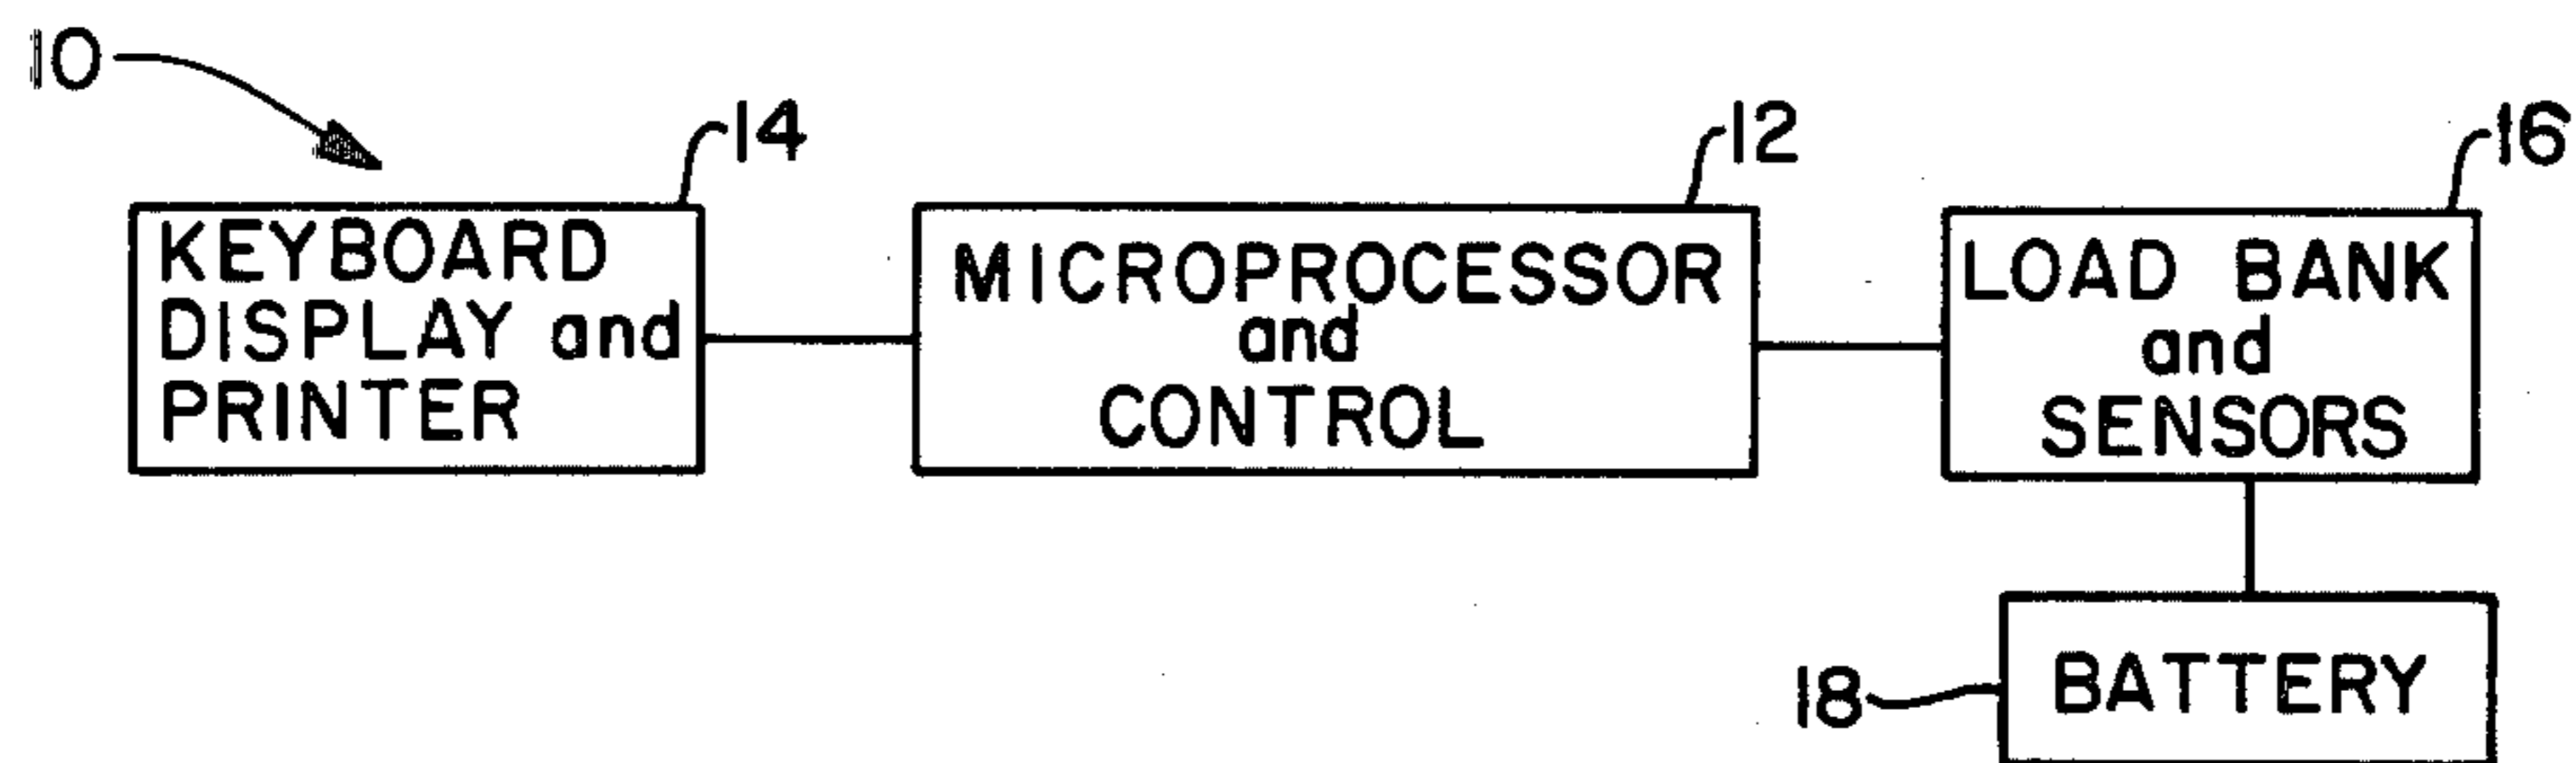 10
14
12
16
KEYBOARD
DISPLAY and
PRINTER
MICROPROCESSOR
and
CONTROL
LOAD BANK
and
SENSORS
18
BATTERY